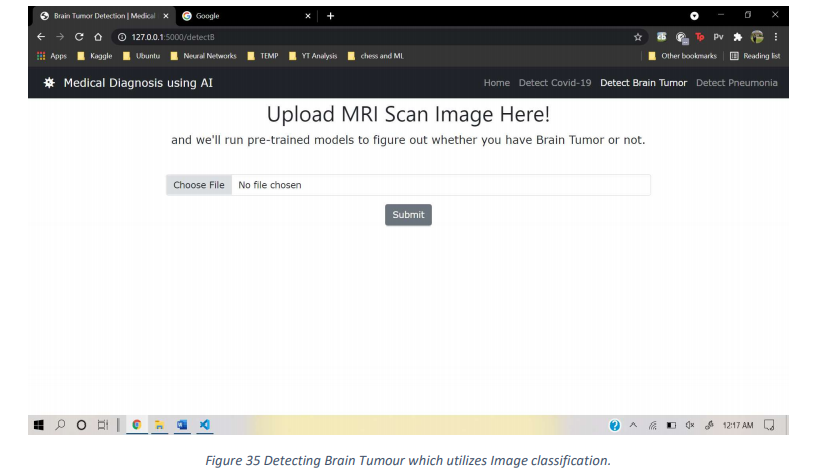 Brain Tumor Detection | Medical
Google
127.0.0.1:5000/detectB
Apps Kaggle Ubuntu Neural Networks TEMP YT Analysis chess and ML Other bookmarks Reading list
Medical Diagnosis using AI Home Detect Covid-19 Detect Brain Tumor Detect Pneumonia
Upload MRI Scan Image Here!
and we'll run pre-trained models to figure out whether you have Brain Tumor or not.
Choose File No file chosen
Submit
12:17 AM
Figure 35 Detecting Brain Tumour which utilizes Image classification.